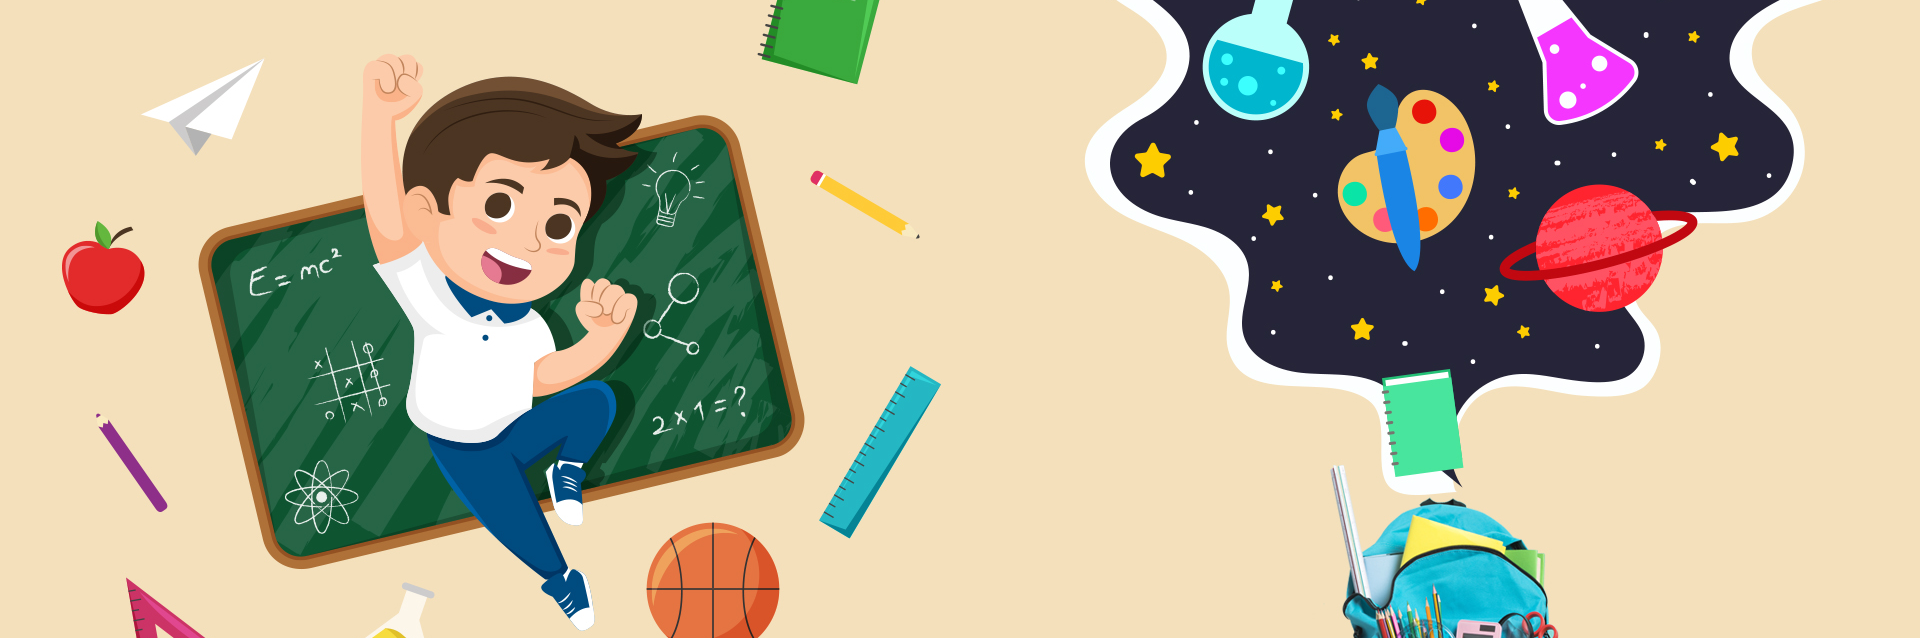 E = mc²
2 x 1 = ?